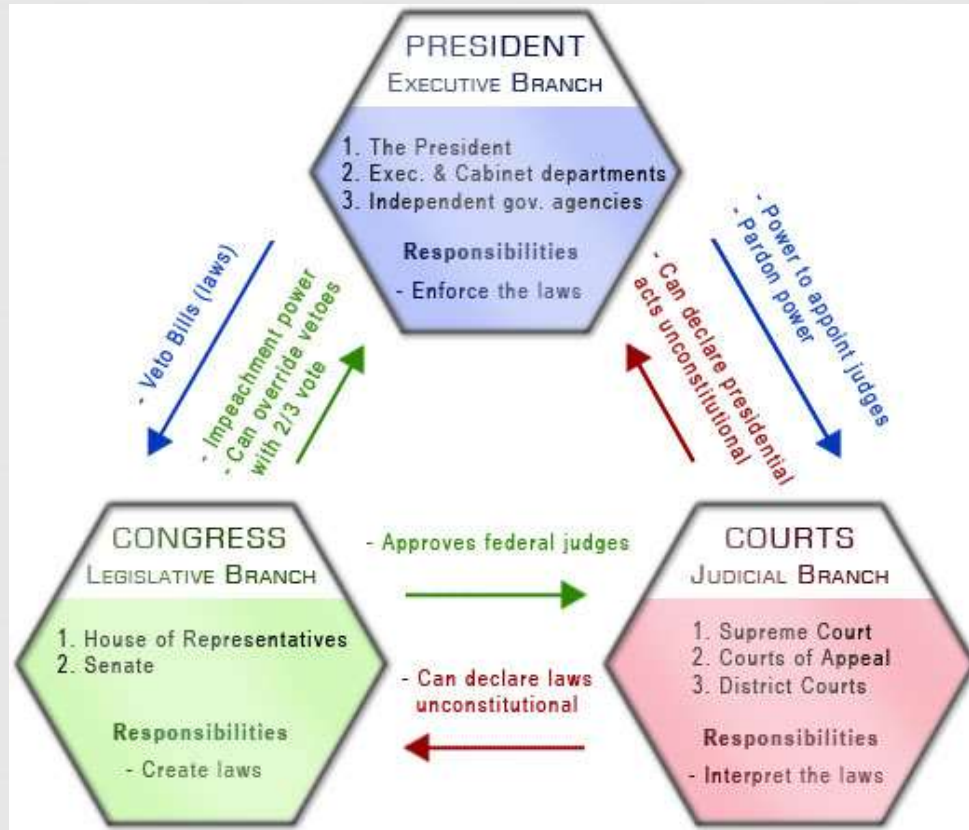 PRESIDENT
EXECUTIVE BRANCH
1. The President
2. Exec. & Cabinet departments
3. Independent gov. agencies
Responsibilities
- Enforce the laws
- Veto Bills (laws)
- Impeachment power
- Can override vetoes
with 2/3 vote
- Can declare presidential
acts unconstitutional
- Power to appoint judges
- Pardon power
CONGRESS
LEGISLATIVE BRANCH
1. House of Representatives
2. Senate
Responsibilities
- Create laws
- Approves federal judges
- Can declare laws
unconstitutional
COURTS
JUDICIAL BRANCH
1. Supreme Court
2. Courts of Appeal
3. District Courts
Responsibilities
- Interpret the laws